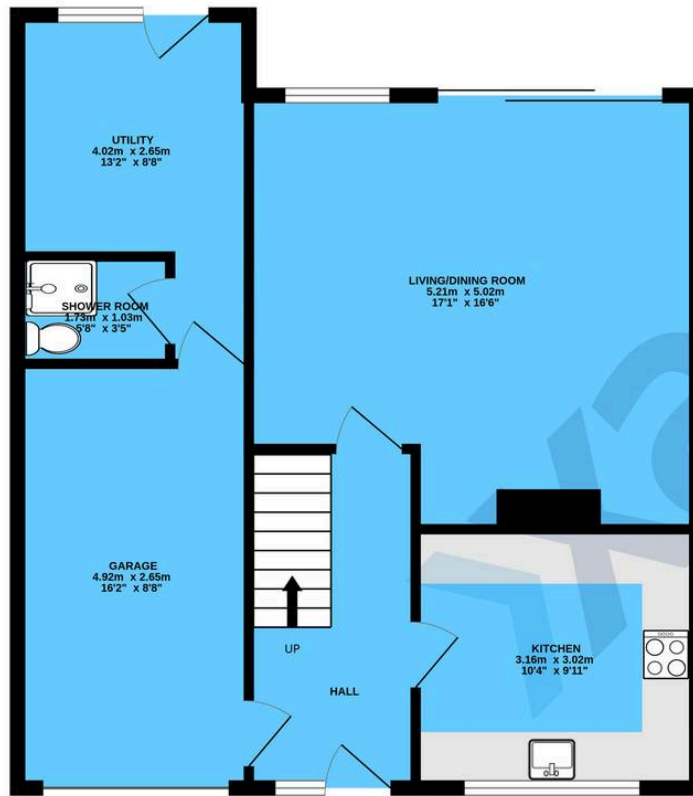 UTILITY
4.02m x 2.65m
13'2" x 8'8"
SHOWER ROOM
1.73m x 1.03m
5'8" x 3'5"
LIVING/DINING ROOM
5.21m x 5.02m
17'1" x 16'6"
GARAGE
4.92m x 2.65m
16'2" x 8'8"
UP
HALL
KITCHEN
3.16m x 3.02m
10'4" x 9'11"